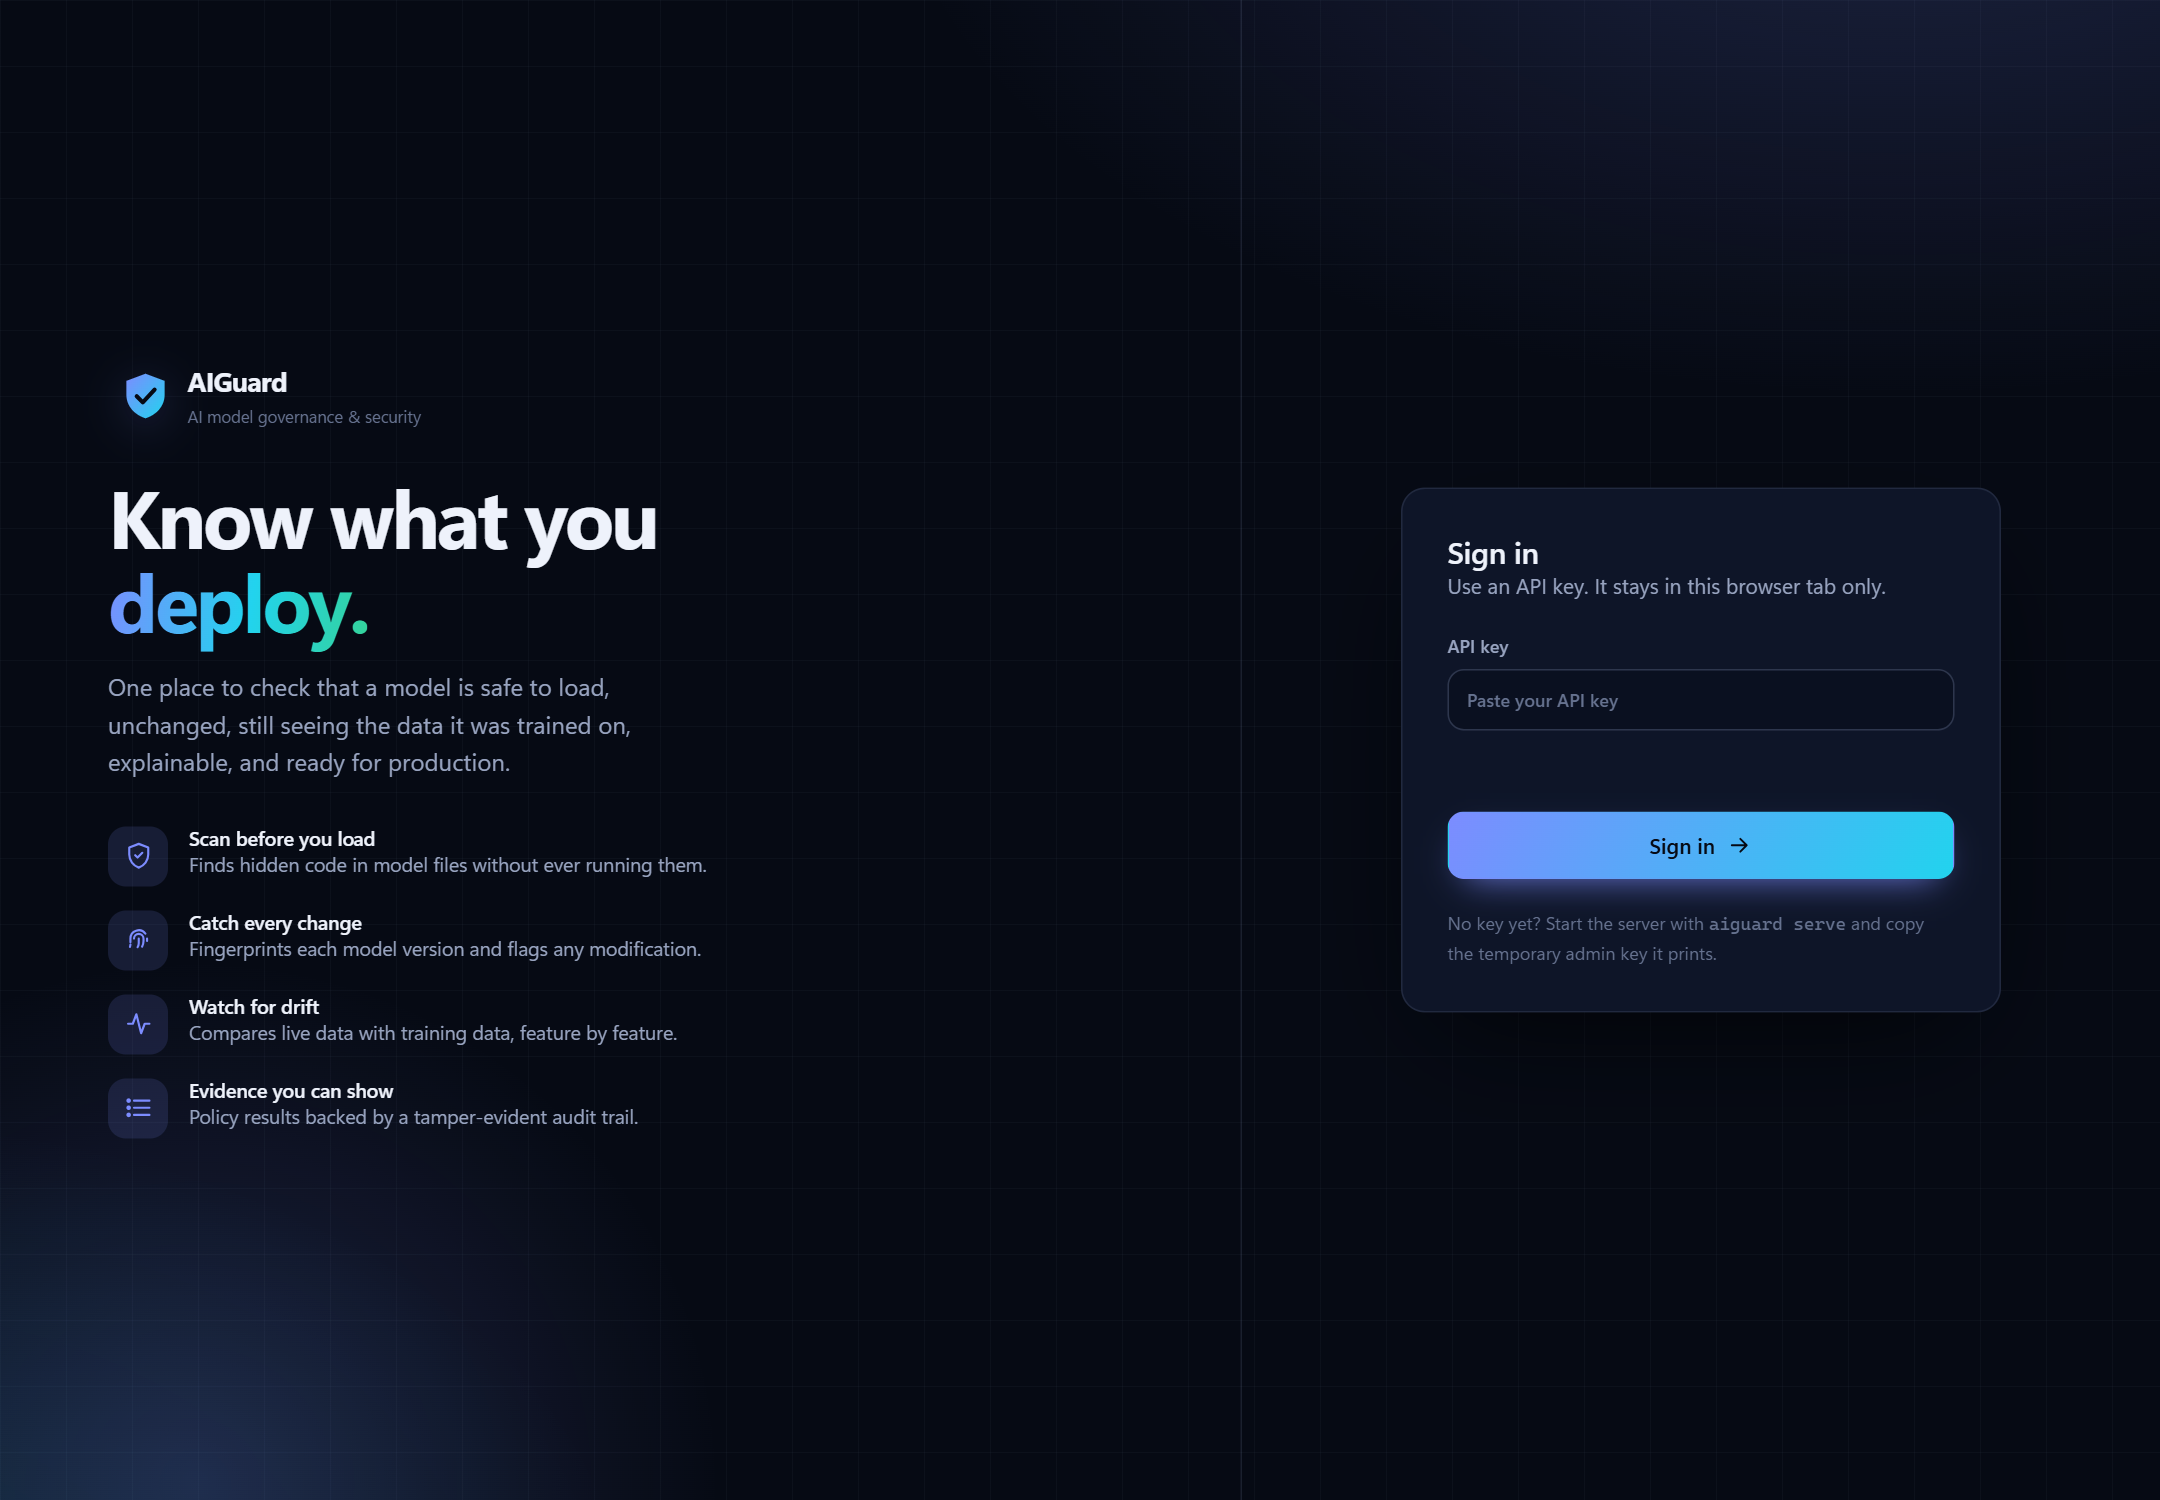 AIGuard
AI model governance & security
Know what you
deploy.
One place to check that a model is safe to load,
unchanged, still seeing the data it was trained on,
explainable, and ready for production.
Scan before you load
Finds hidden code in model files without ever running them.
Catch every change
Fingerprints each model version and flags any modification.
Watch for drift
Compares live data with training data, feature by feature.
Evidence you can show
Policy results backed by a tamper-evident audit trail.
Sign in
Use an API key. It stays in this browser tab only.
API key
Paste your API key
Sign in →
No key yet? Start the server with aiguard serve and copy
the temporary admin key it prints.